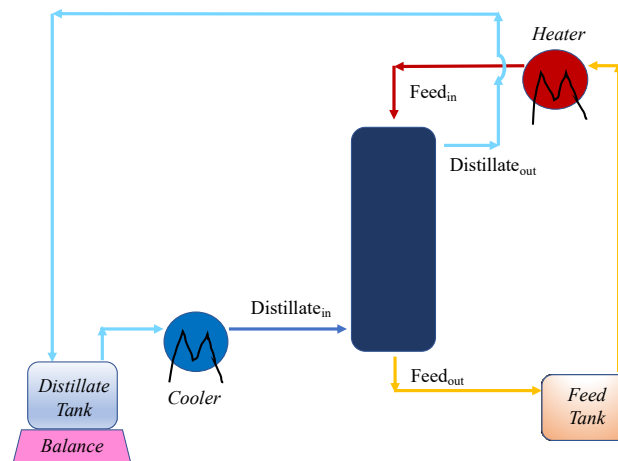 Heater
Feedin
Distillateout
Distillatein
Feedout
Distillate
Tank
Cooler
Feed
Tank
Balance